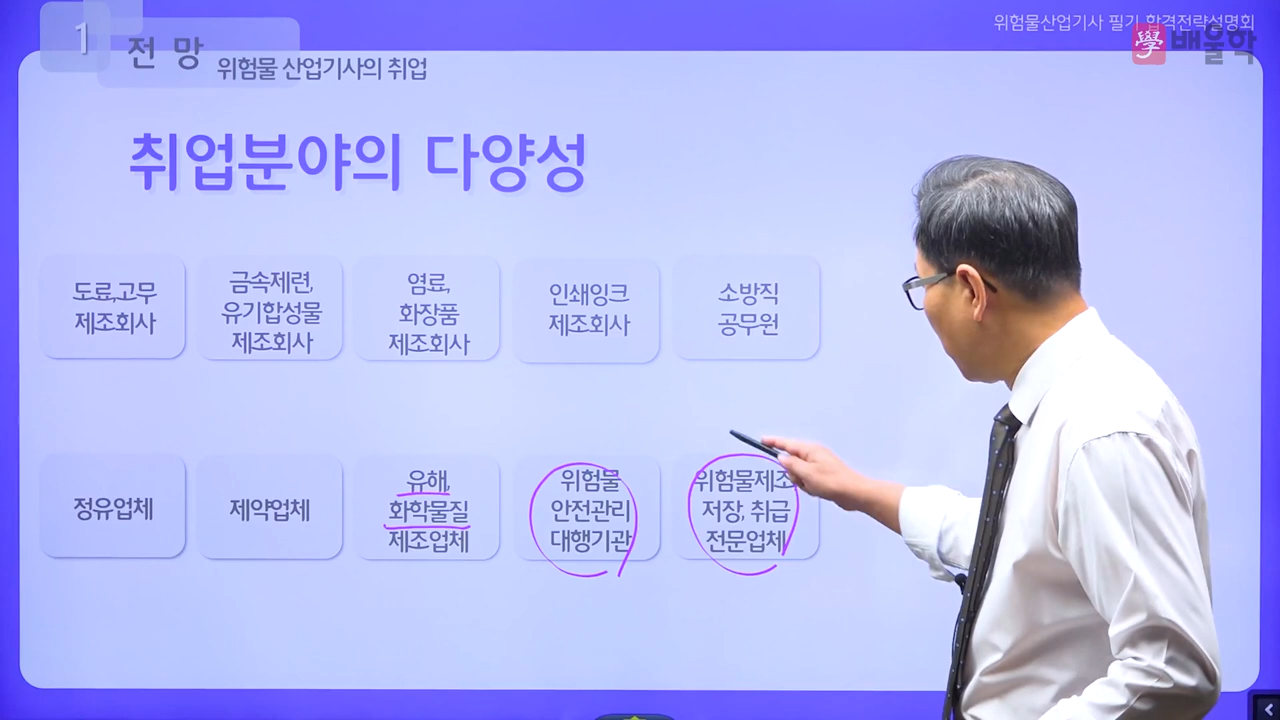 1
전망
위험물 산업기사의 취업
위험물산업기사 필기 합격전략설명회
學 배울학
취업분야의 다양성
도료,고무
제조회사
금속제련,
유기합성물
제조회사
염료,
화장품
제조회사
인쇄잉크
제조회사
소방직
공무원
정유업체
제약업체
유해,
화학물질
제조업체
위험물
안전관리
대행기관
위험물제조
저장, 취급
전문업체